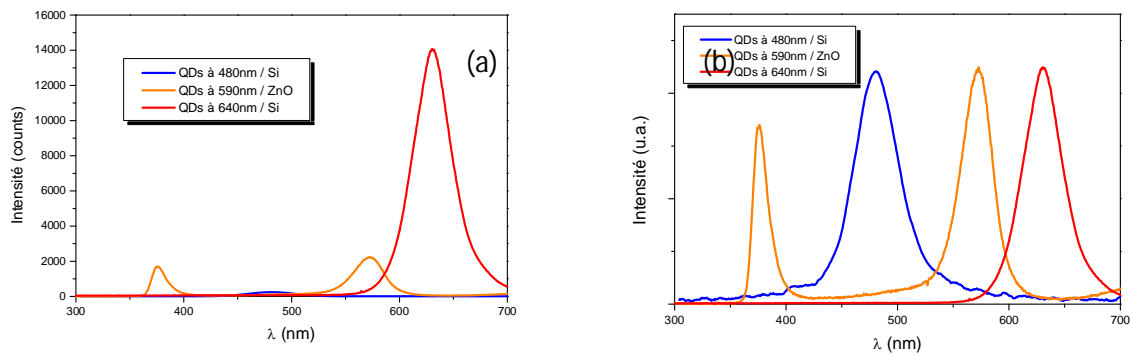 16000
14000
12000
10000
8000
6000
4000
2000
0
Intensité (counts)
QDs à 480nm / Si
QDs à 590nm / ZnO
QDs à 640nm / Si
(a)
300 400 500 600 700
λ (nm)
Intensité (u.a.)
QDs à 480nm / Si
QDs à 590nm / ZnO
QDs à 640nm / Si
(b)
300 400 500 600 700
λ (nm)